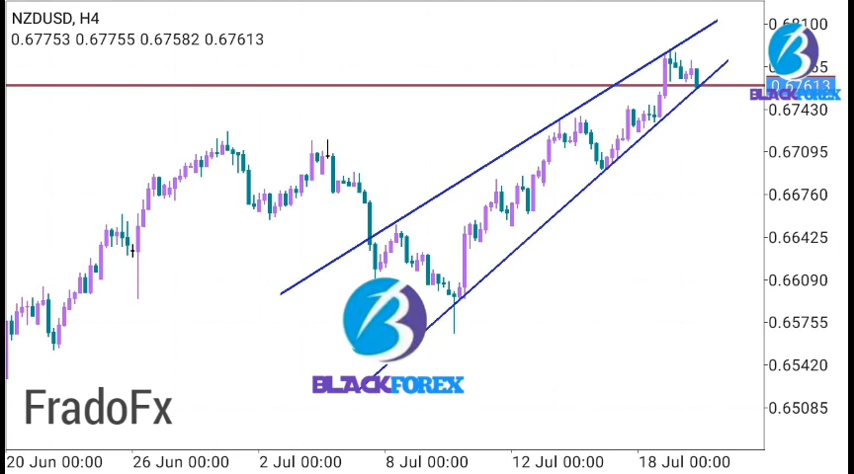 NZDUSD, H4
0.67753 0.67755 0.67582 0.67613
0.68100
0.67613
BLACKFOREX
0.67430
0.67095
0.66760
0.66425
0.66090
0.65755
0.65420
0.65085
BLACKFOREX
FradoFx
20 Jun 00:00 26 Jun 00:00 2 Jul 00:00 8 Jul 00:00 12 Jul 00:00 18 Jul 00:00